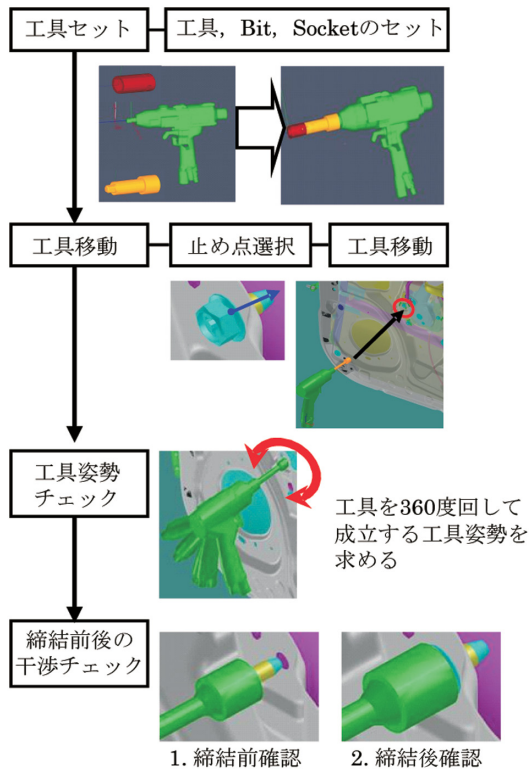 工具セット
工具，Bit，Socketのセット
工具移動
止め点選択
工具移動
工具姿勢
チェック
工具を360度回して
成立する工具姿勢を
求める
締結前後の
干渉チェック
1. 締結前確認
2. 締結後確認